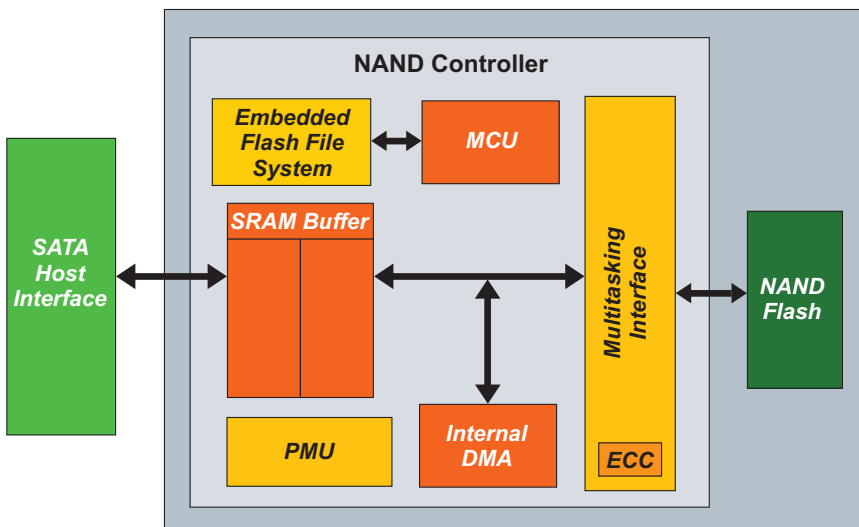 NAND Controller
Embedded
Flash File
System
MCU
SRAM Buffer
SATA
Host
Interface
Multitasking
Interface
NAND
Flash
PMU
Internal
DMA
ECC